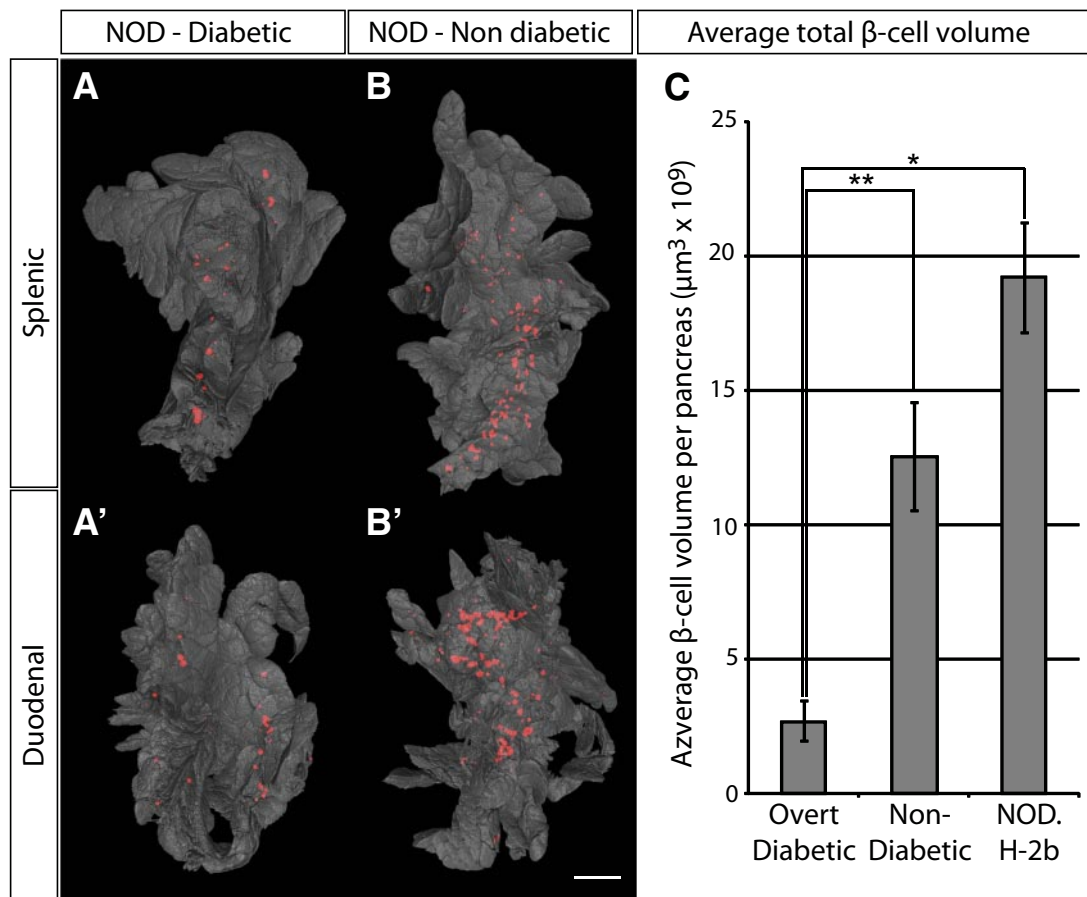 NOD - Diabetic
NOD - Non diabetic
Average total β-cell volume
Splenic
Duodenal
A
B
A'
B'
C
Azverage β-cell volume per pancreas (µm³ x 10⁹)
25
20
15
10
5
0
*
**
Overt
Diabetic
Non-
Diabetic
NOD.
H-2b